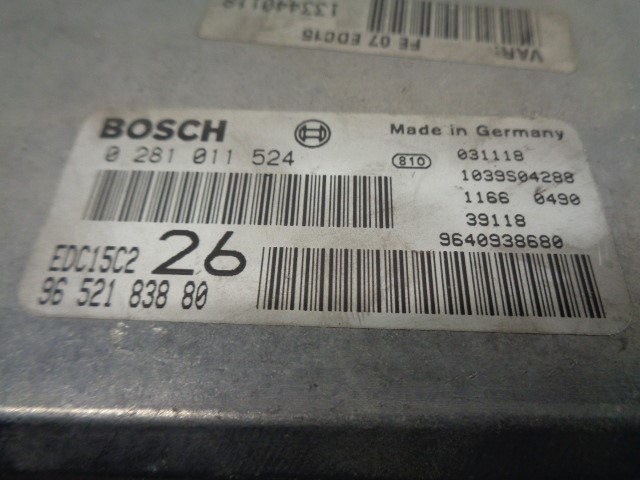 VAR:
FE 07 EDC15
BOSCH
Made in Germany
0 281 011 524
810
031118
1039S04288
1166 0490
39118
9640938680
EDC15C2 26
96 521 838 80